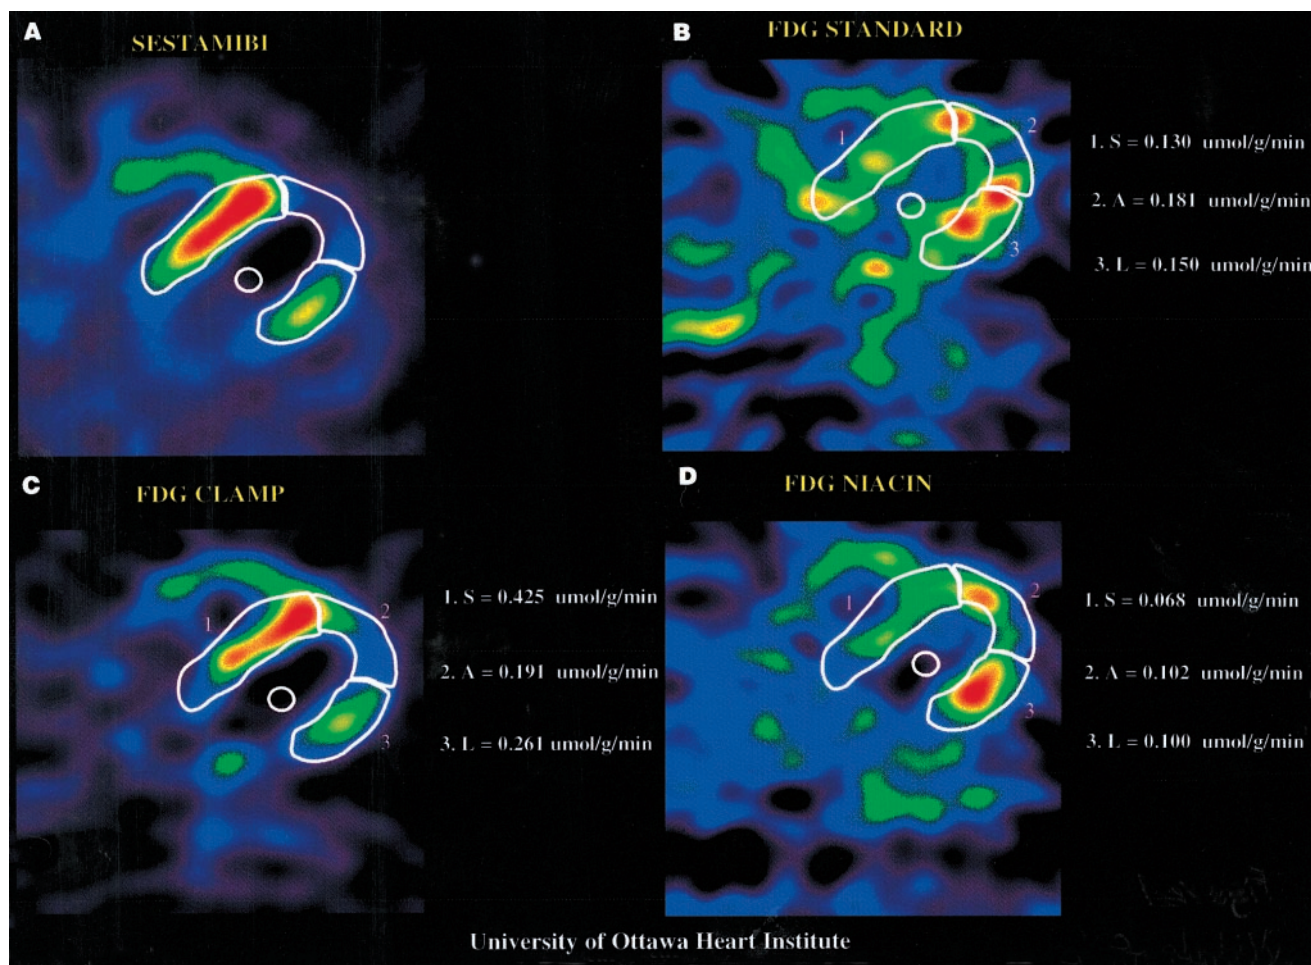 A
SESTAMIBI
B
FDG STANDARD
1
2
3
1. S = 0.130 umol/g/min
2. A = 0.181 umol/g/min
3. L = 0.150 umol/g/min
C
FDG CLAMP
1
2
3
1. S = 0.425 umol/g/min
2. A = 0.191 umol/g/min
3. L = 0.261 umol/g/min
D
FDG NIACIN
1
2
3
1. S = 0.068 umol/g/min
2. A = 0.102 umol/g/min
3. L = 0.100 umol/g/min
University of Ottawa Heart Institute